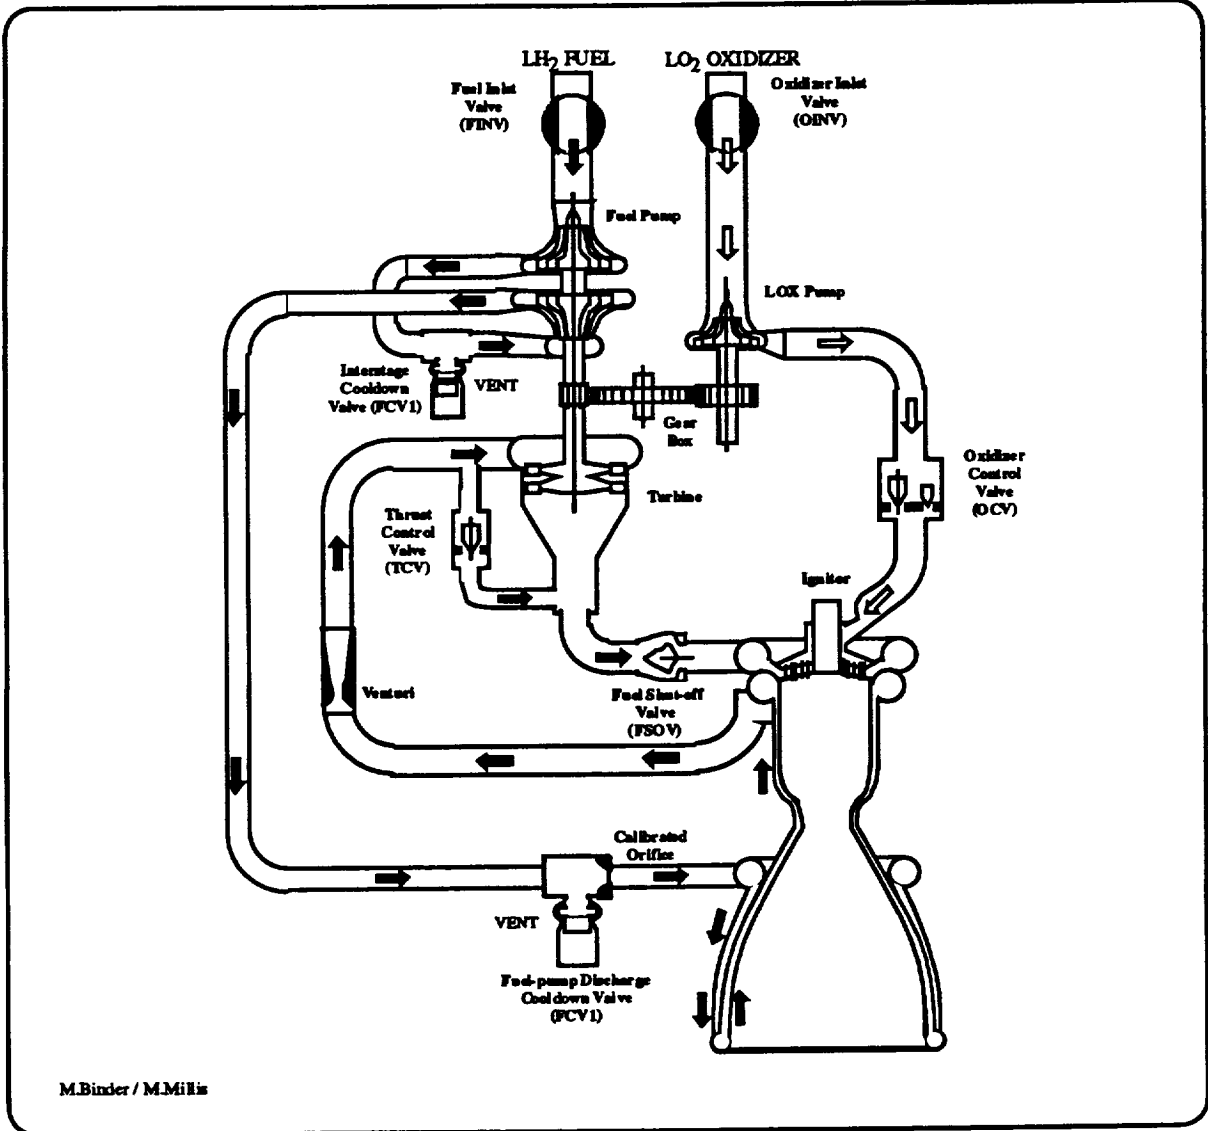 LH2 FUEL
LO2 OXIDIZER
Fuel Inlet
Valve
(FINV)
Oxidizer Inlet
Valve
(OINV)
Fuel Pump
LOX Pump
Interstage
Cooldown
Valve (FCV1)
VENT
Gear
Box
Oxidizer
Control
Valve
(OCV)
Turbine
Thrust
Control
Valve
(TCV)
Igniter
Venturi
Fuel Shut-off
Valve
(FSOV)
Calibrated
Orifice
VENT
Fuel-pump Discharge
Cooldown Valve
(FCV1)
M.Binder / M.Millis